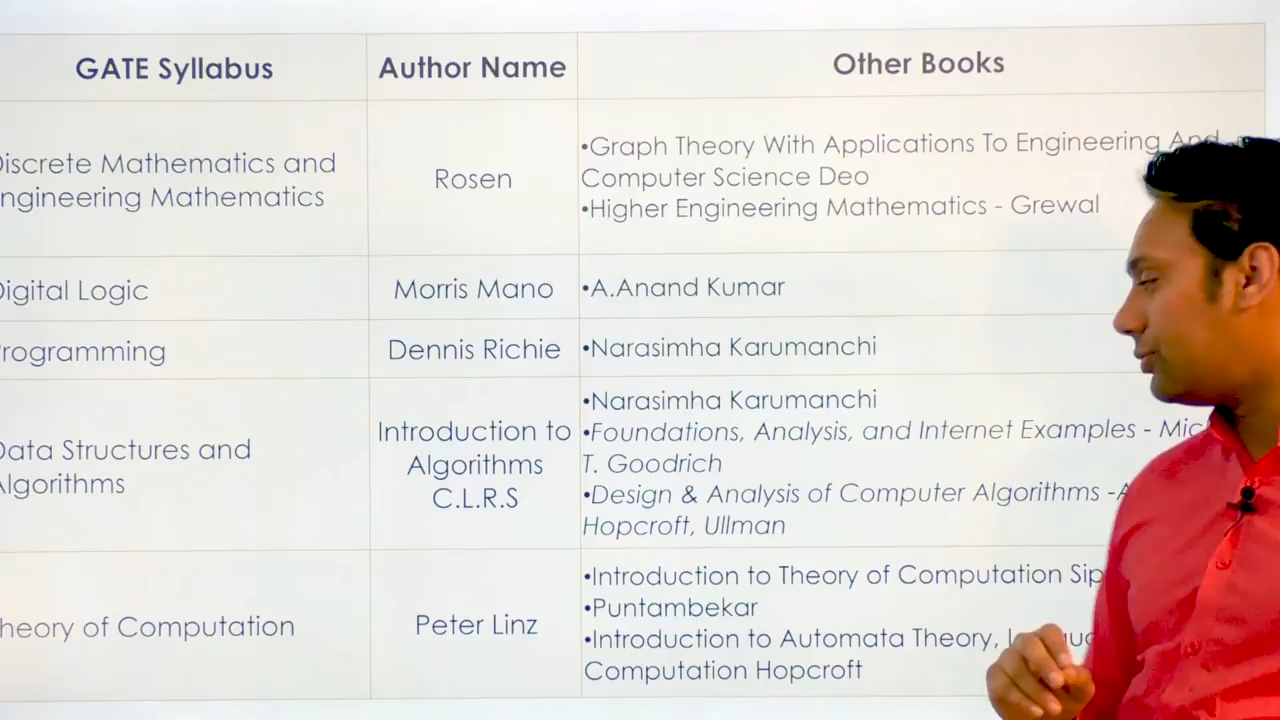 GATE Syllabus Author Name Other Books
iscrete Mathematics and
ngineering Mathematics
Rosen
•Graph Theory With Applications To Engineering And
Computer Science Deo
•Higher Engineering Mathematics - Grewal
igital Logic
Morris Mano
•A.Anand Kumar
rogramming
Dennis Richie
•Narasimha Karumanchi
ata Structures and
lgorithms
Introduction to
Algorithms
C.L.R.S
•Narasimha Karumanchi
•Foundations, Analysis, and Internet Examples - Mic
T. Goodrich
•Design & Analysis of Computer Algorithms -A
Hopcroft, Ullman
heory of Computation
Peter Linz
•Introduction to Theory of Computation Sip
•Puntambekar
•Introduction to Automata Theory,
Computation Hopcroft